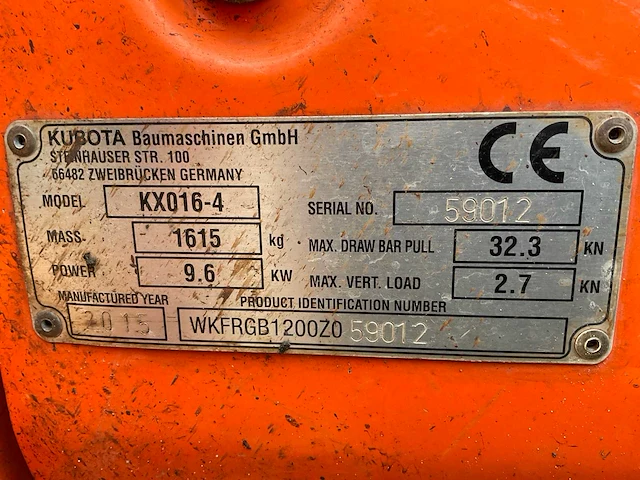 KUBOTA Baumaschinen GmbH
STEINHAUSER STR. 100
66482 ZWEIBRÜCKEN GERMANY
CE
MODEL KX016-4
SERIAL NO. 59012
MASS 1615 kg
MAX. DRAW BAR PULL 32.3 KN
POWER 9.6 KW
MAX. VERT. LOAD 2.7 KN
MANUFACTURED YEAR 2015
PRODUCT IDENTIFICATION NUMBER
WKFRGB1200Z059012